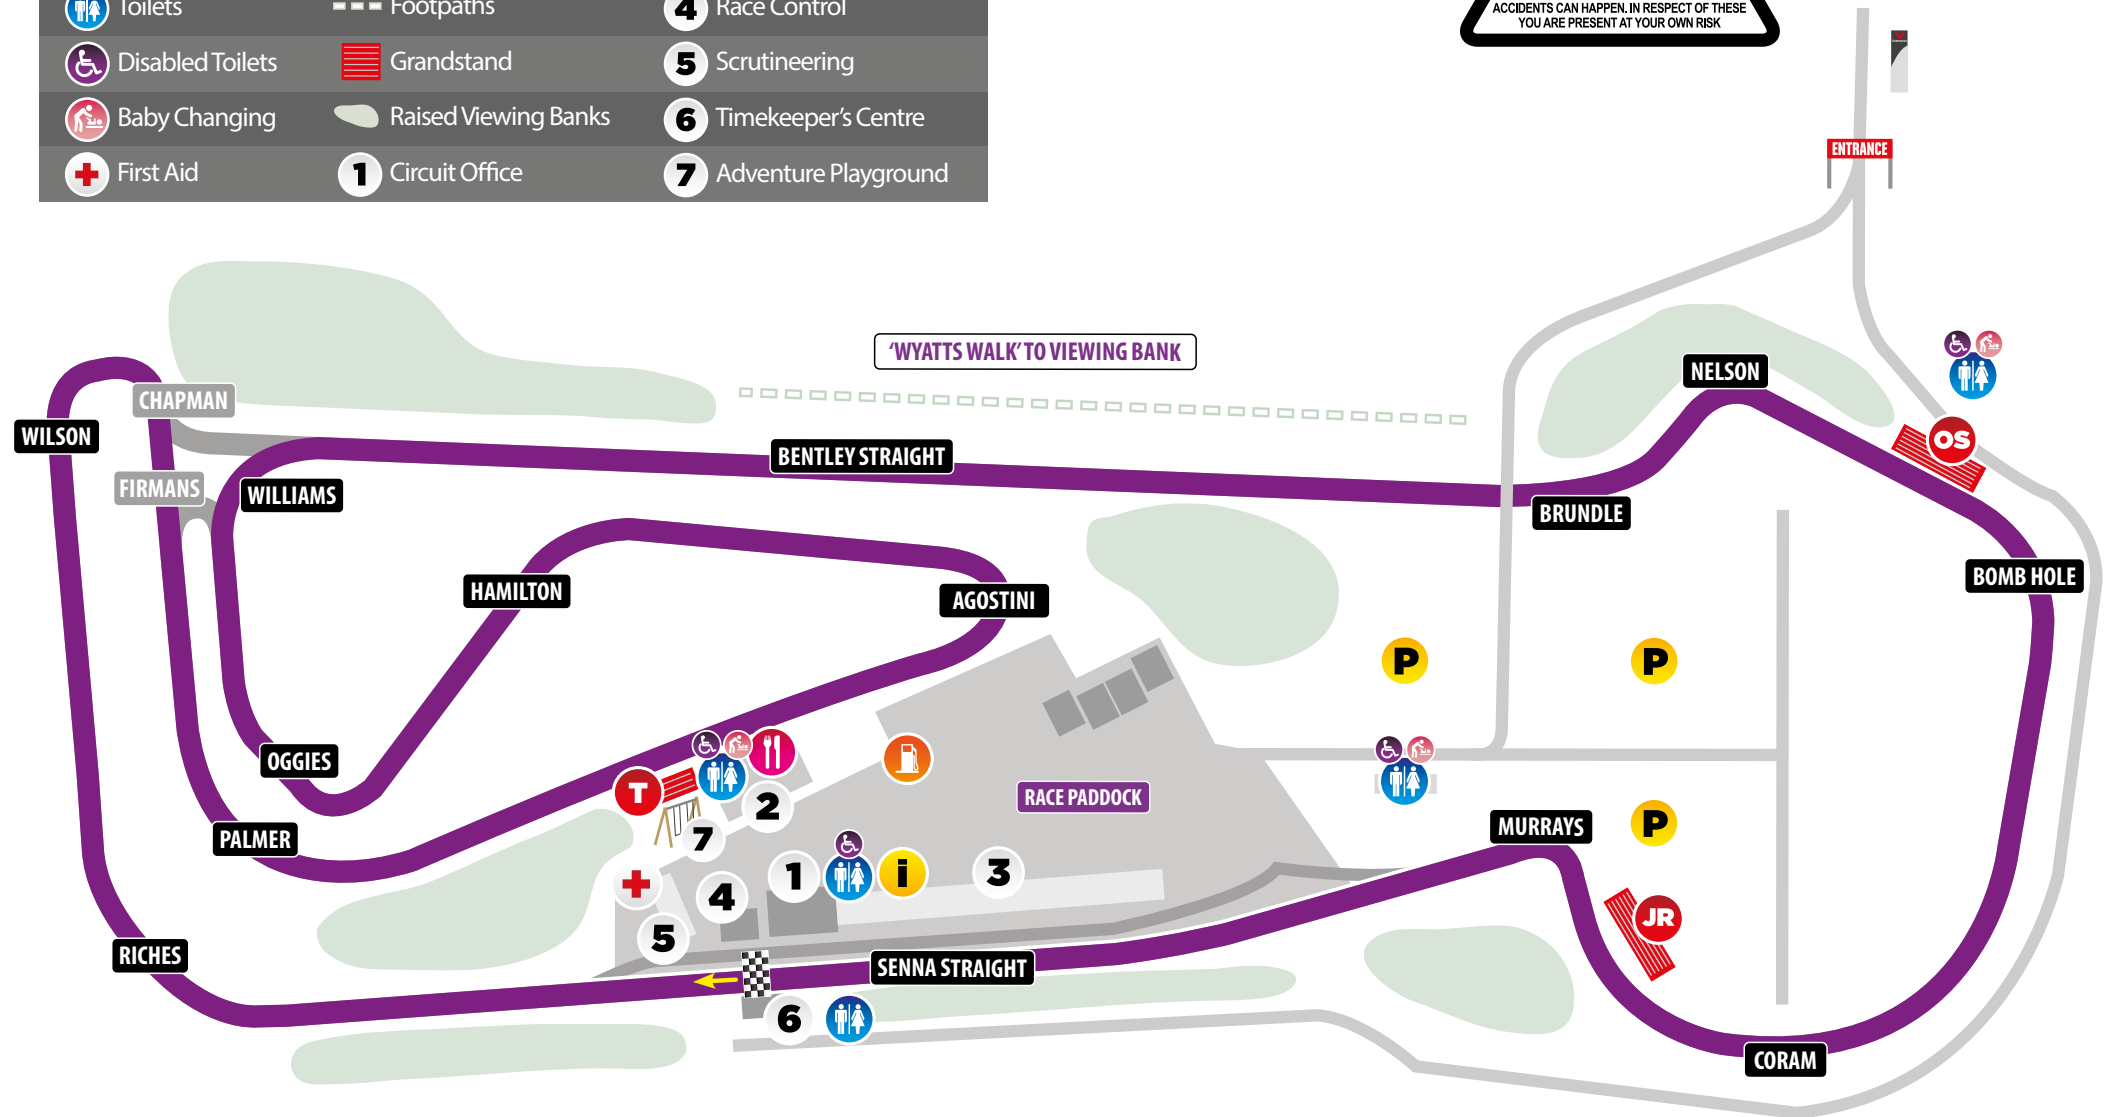 Toilets
Footpaths
4 Race Control
Disabled Toilets
Grandstand
5 Scrutineering
Baby Changing
Raised Viewing Banks
6 Timekeeper's Centre
First Aid
1 Circuit Office
7 Adventure Playground
ACCIDENTS CAN HAPPEN. IN RESPECT OF THESE
YOU ARE PRESENT AT YOUR OWN RISK
ENTRANCE
'WYATTS WALK' TO VIEWING BANK
NELSON
CHAPMAN
WILSON
OS
BENTLEY STRAIGHT
FIRMANS
WILLIAMS
BRUNDLE
BOMB HOLE
HAMILTON
AGOSTINI
P
P
OGGIES
T
2
RACE PADDOCK
MURRAYS
P
PALMER
7
1
i
3
4
JR
5
RICHES
SENNA STRAIGHT
6
CORAM